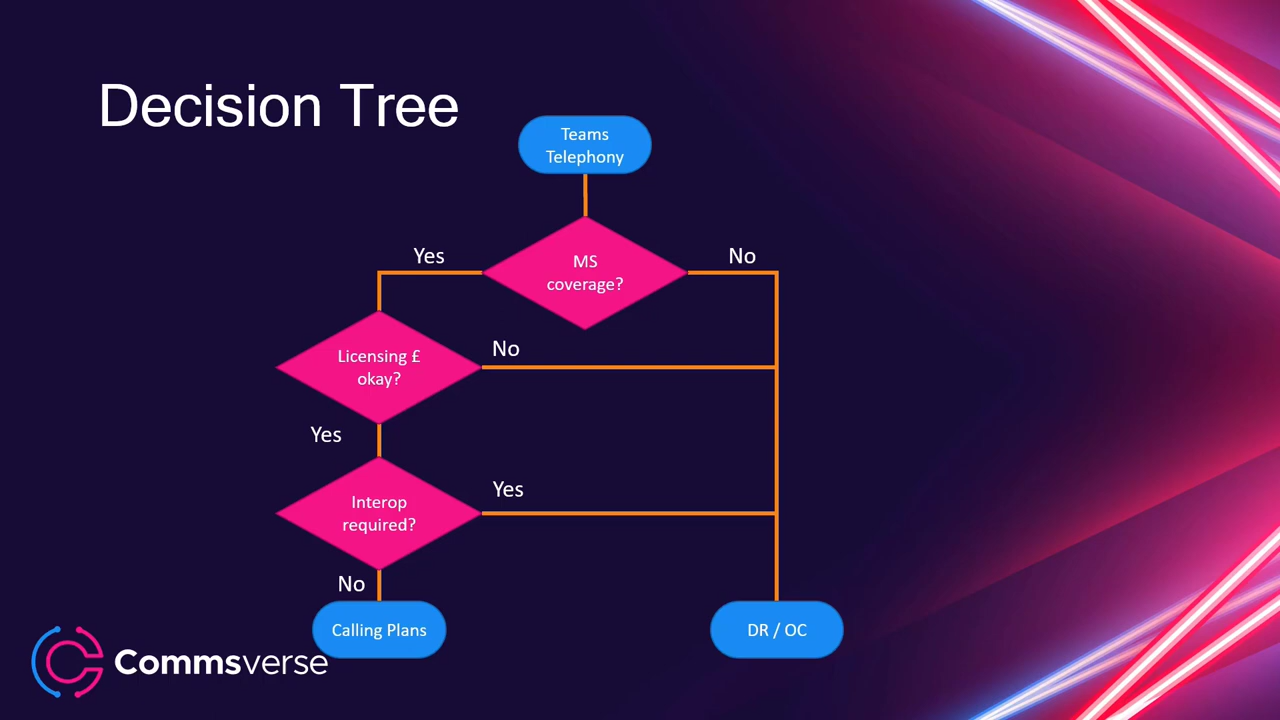 Decision Tree
Teams
Telephony
Yes
MS
coverage?
No
Licensing £
okay?
No
Yes
Interop
required?
Yes
No
Calling Plans
DR / OC
Commsverse